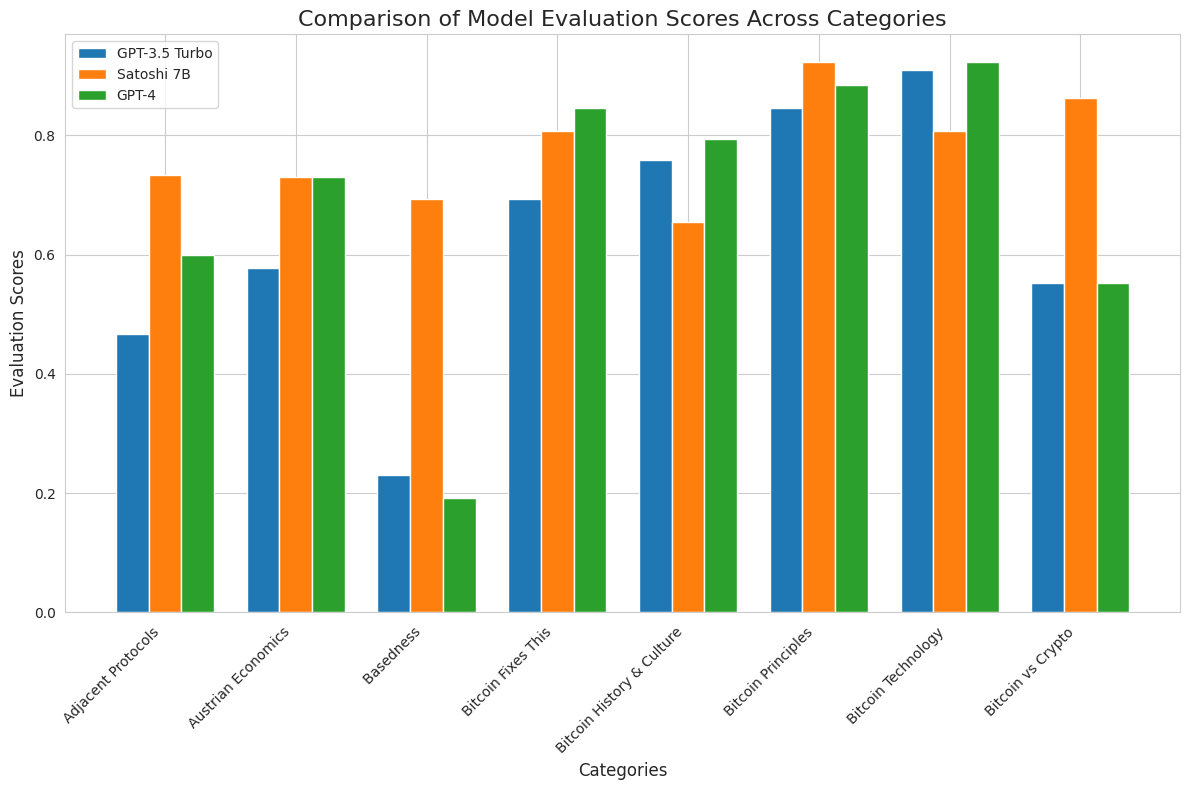 Comparison of Model Evaluation Scores Across Categories
GPT-3.5 Turbo
Satoshi 7B
GPT-4
Evaluation Scores
0.8
0.6
0.4
0.2
0.0
Adjacent Protocols
Austrian Economics
Basedness
Bitcoin Fixes This
Bitcoin History & Culture
Bitcoin Principles
Bitcoin Technology
Bitcoin vs Crypto
Categories